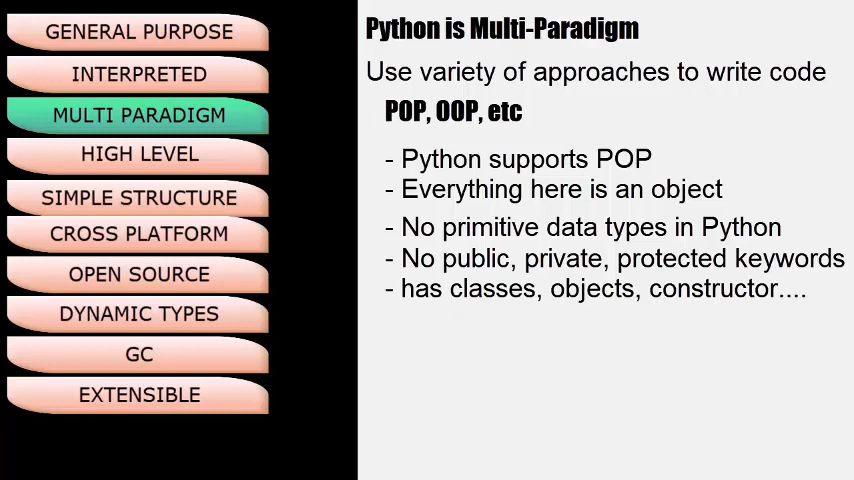 GENERAL PURPOSE
INTERPRETED
MULTI PARADIGM
HIGH LEVEL
SIMPLE STRUCTURE
CROSS PLATFORM
OPEN SOURCE
DYNAMIC TYPES
GC
EXTENSIBLE
Python is Multi-Paradigm
Use variety of approaches to write code
POP, OOP, etc
- Python supports POP
- Everything here is an object
- No primitive data types in Python
- No public, private, protected keywords
- has classes, objects, constructor....